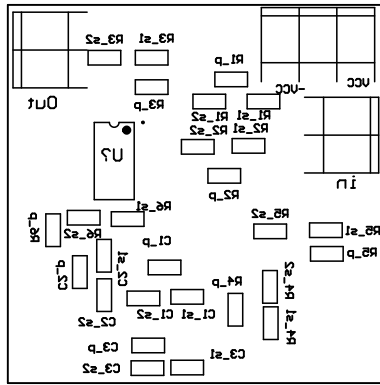 R3_s2
R3_s1
R1_p
-VCC
VCC
Out
R3_p
R1_s2
R1_s1
R2_s2
R2_s1
U?
in
R2_p
R6_s1
R6_p
R6_s2
R5_s2
R5_s1
C1_p
R5_p
C2_s1
C2_p
R4_p
R4_s2
C2_s2
C1_s2
C1_s1
R4_s1
C3_p
C3_s1
C3_s2